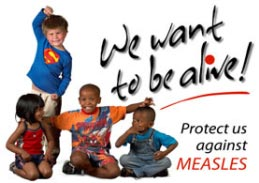 We want
to be alive!
Protect us
against
MEASLES